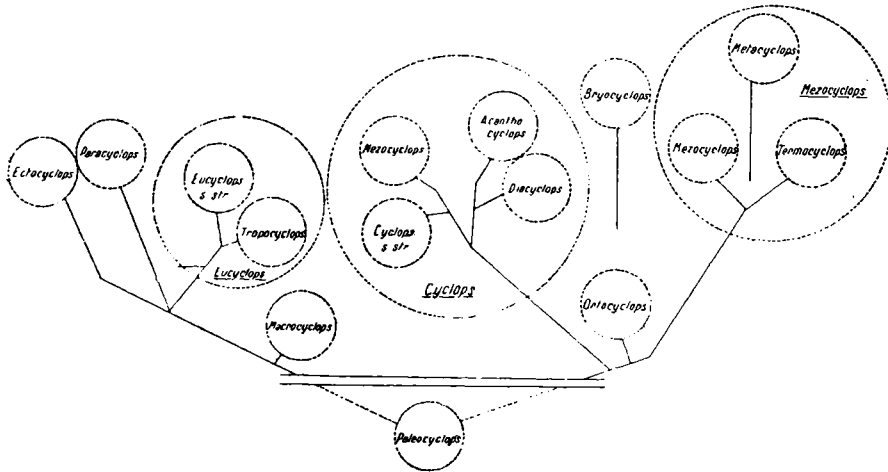 Metacyclops
Mezocyclops
Bryocyclops
Acantho
cyclops
Mezocyclops
Mezocyclops
Termocyclops
Paracyclops
Ectocyclops
Eucyclops
s str
Diacyclops
Tropocyclops
Cyclops
s str
Lucyclops
Cyclops
Ortocyclops
Macrocyclops
Paleocyclops